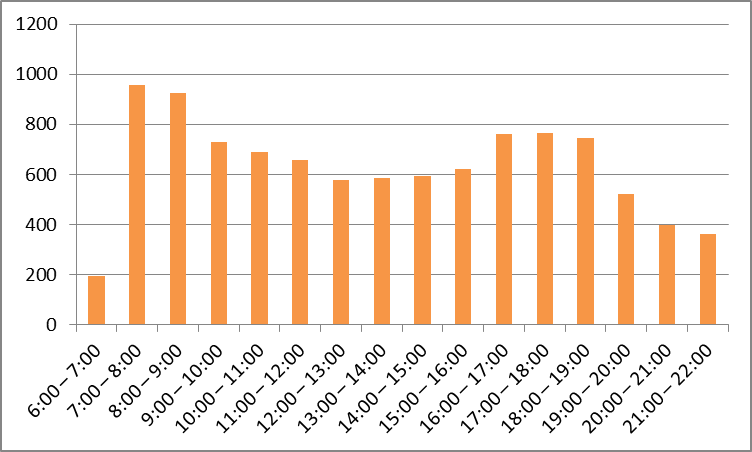 1200
1000
800
600
400
200
0
6:00 – 7:00
7:00 – 8:00
8:00 – 9:00
9:00 – 10:00
10:00 – 11:00
11:00 – 12:00
12:00 – 13:00
13:00 – 14:00
14:00 – 15:00
15:00 – 16:00
16:00 – 17:00
17:00 – 18:00
18:00 – 19:00
19:00 – 20:00
20:00 – 21:00
21:00 – 22:00